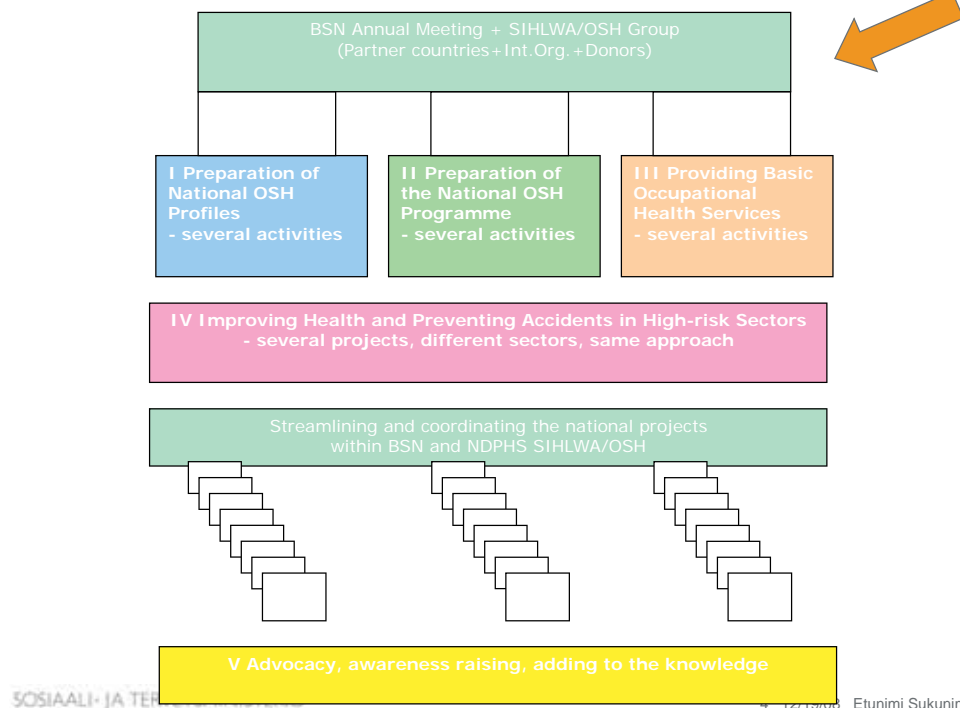 BSN Annual Meeting + SIHLWA/OSH Group
(Partner countries+Int.Org.+Donors)
I Preparation of
National OSH
Profiles
- several activities
II Preparation of
the National OSH
Programme
- several activities
III Providing Basic
Occupational
Health Services
- several activities
IV Improving Health and Preventing Accidents in High-risk Sectors
- several projects, different sectors, same approach
Streamlining and coordinating the national projects
within BSN and NDPHS SIHLWA/OSH
V Advocacy, awareness raising, adding to the knowledge
SOSIAALI- JA
4 Etunimi